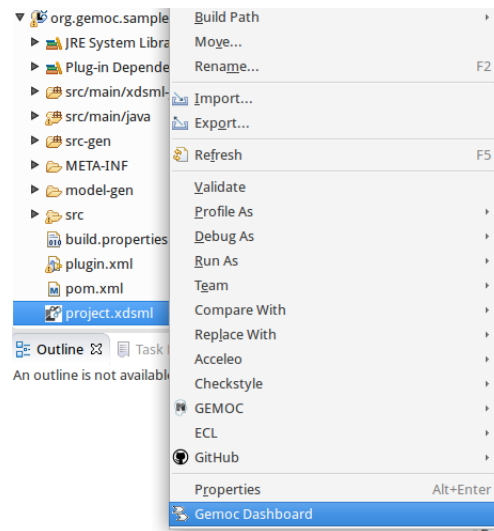 org.gemoc.sample
JRE System Libra
Plug-in Depende
src/main/xdsml-
src/main/java
src-gen
META-INF
model-gen
src
build.properties
plugin.xml
pom.xml
project.xdsml
Outline
Task
An outline is not availabl
Build Path
Move...
Rename... F2
Import...
Export...
Refresh F5
Validate
Profile As
Debug As
Run As
Team
Compare With
Replace With
Acceleo
Checkstyle
GEMOC
ECL
GitHub
Properties Alt+Enter
Gemoc Dashboard